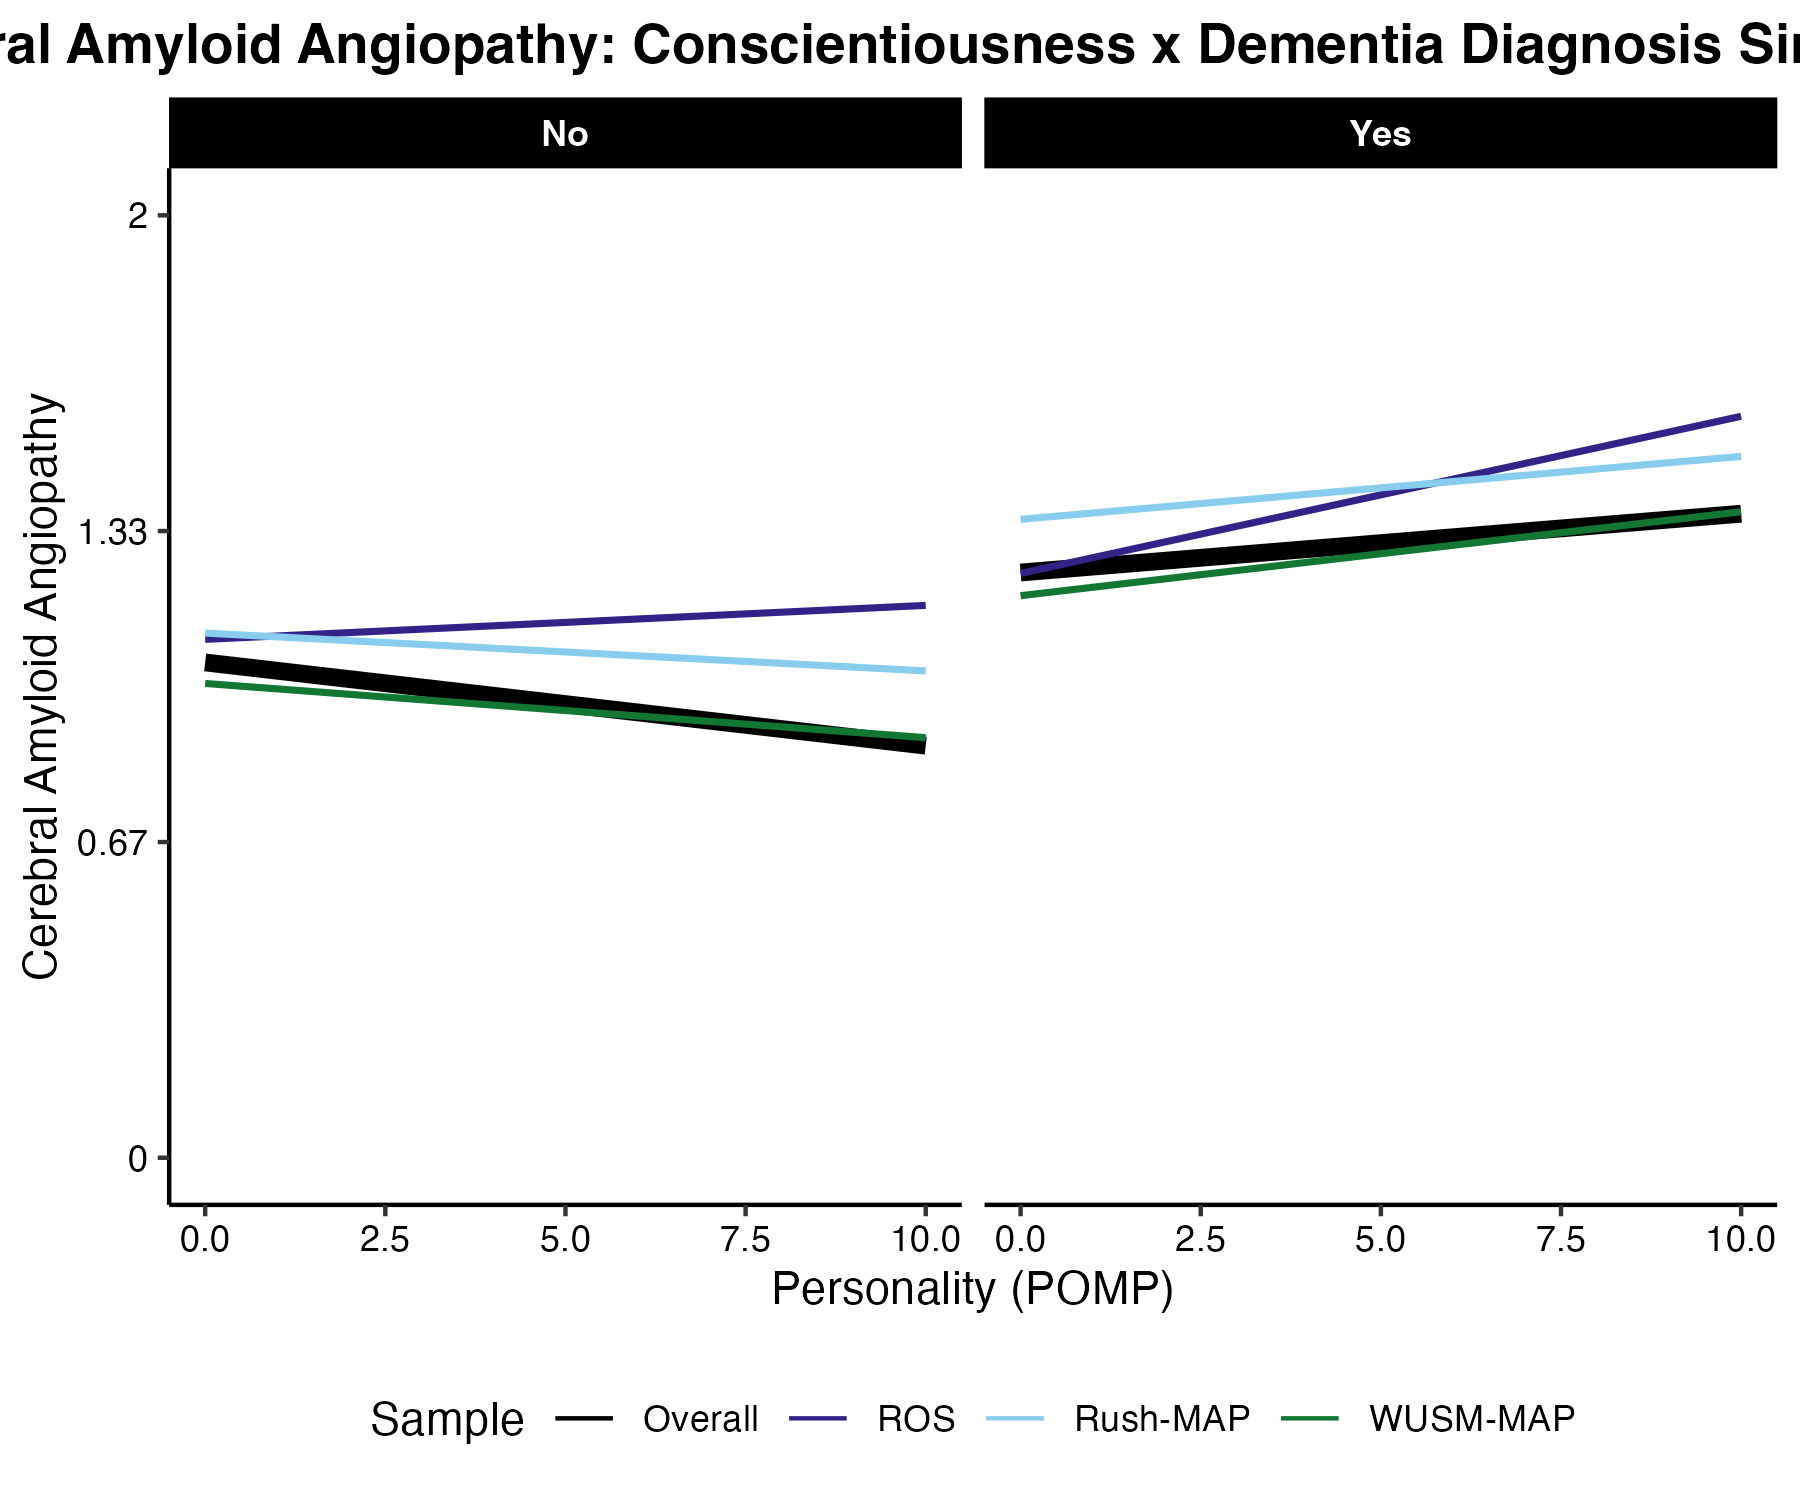 Amyloid Angiopathy: Conscientiousness x Dementia Diagnosis
No Yes
Cerebral Amyloid Angiopathy
2
1.33
0.67
0
0.0 2.5 5.0 7.5 10.0 0.0 2.5 5.0 7.5 10.0
Personality (POMP)
Sample Overall ROS Rush-MAP WUSM-MAP